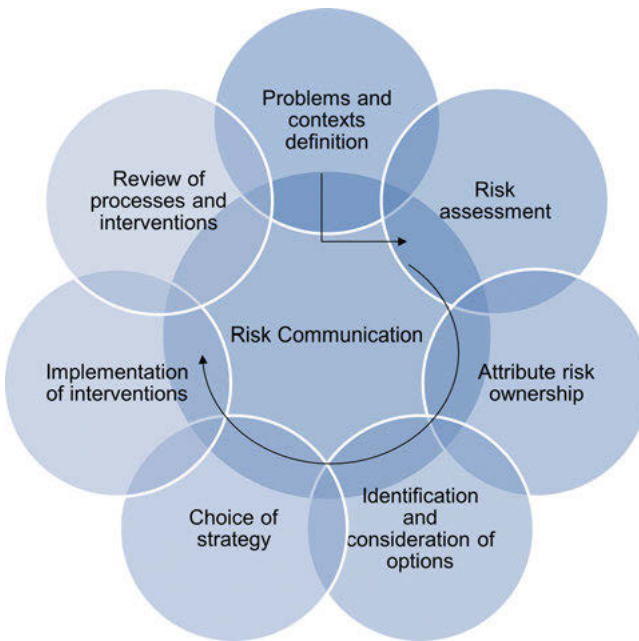 Problems and
contexts
definition
Risk
assessment
Attribute risk
ownership
Identification
and
consideration of
options
Choice of
strategy
Implementation
of interventions
Review of
processes and
interventions
Risk Communication